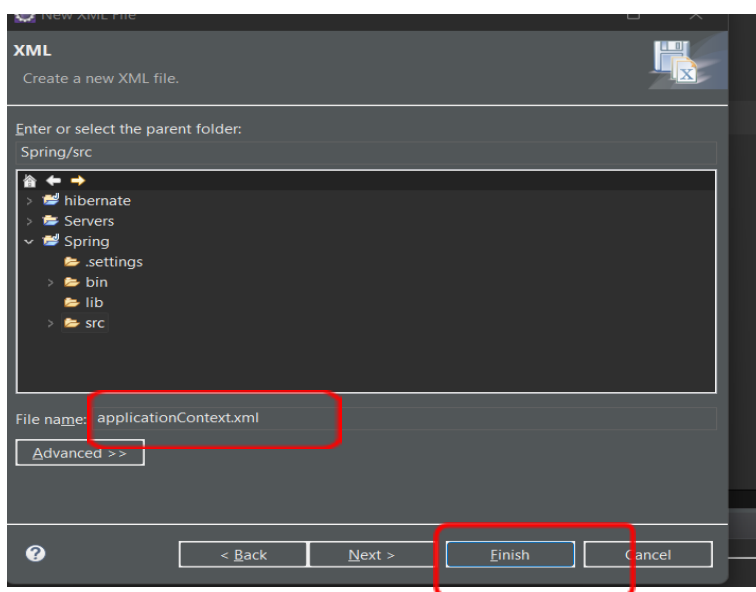 New XML File
XML
Create a new XML file.
Enter or select the parent folder:
Spring/src
hibernate
Servers
Spring
.settings
bin
lib
src
File name: applicationContext.xml
Advanced >>
< Back Next > Finish Cancel